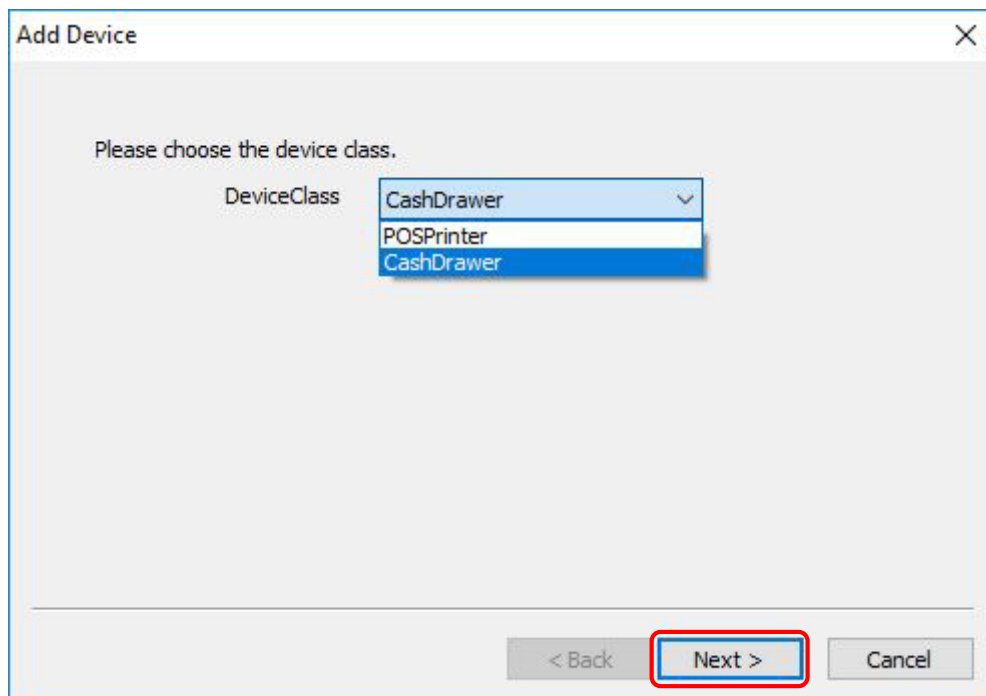 Add Device
Please choose the device class.
DeviceClass CashDrawer
POSPrinter
CashDrawer
< Back Next > Cancel